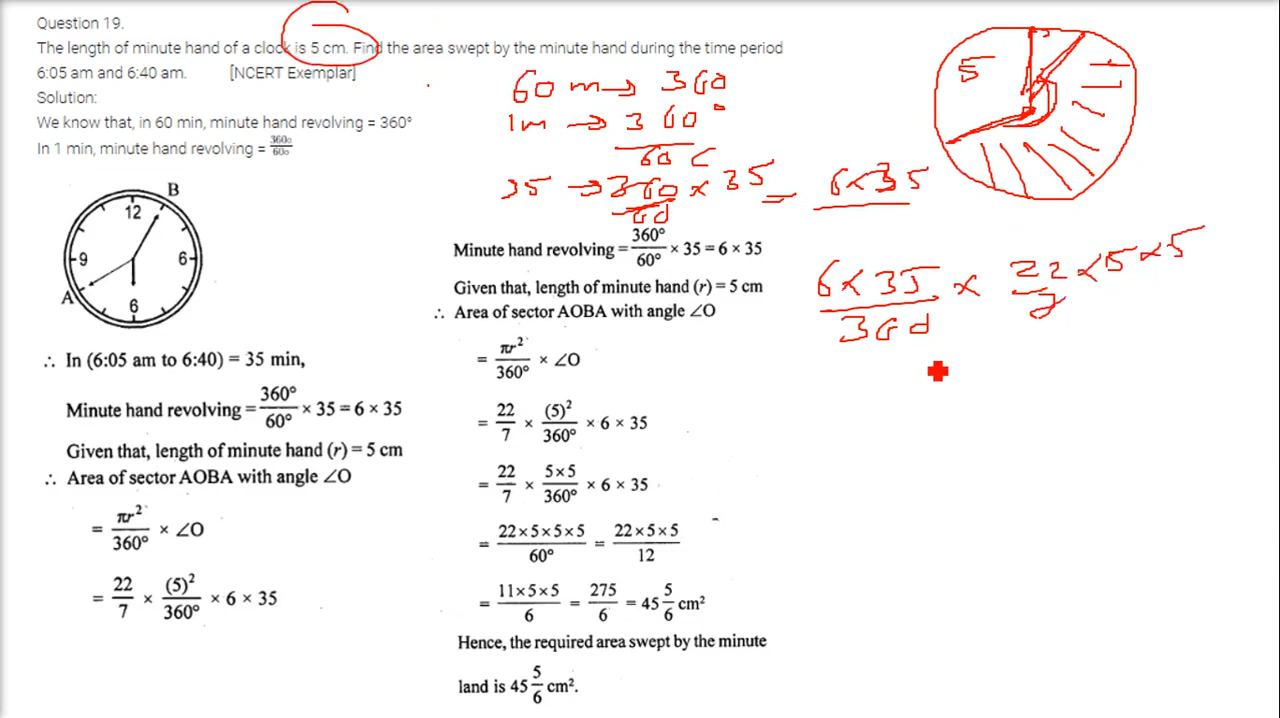 Question 19.
The length of minute hand of a clock is 5 cm. Find the area swept by the minute hand during the time period
6:05 am and 6:40 am. [NCERT Exemplar]
Solution:
We know that, in 60 min, minute hand revolving = 360°
In 1 min, minute hand revolving = 360∘/60∘
B
12
9
6
A
6
∴ In (6:05 am to 6:40) = 35 min,
Minute hand revolving = 360°/60° × 35 = 6 × 35
Given that, length of minute hand (r) = 5 cm
∴ Area of sector AOBA with angle ∠O
= πr²/360° × ∠O
= 22/7 × (5)²/360° × 6 × 35
60 m → 360
1m → 360°/60
35 → 360/60 × 35 = 6×35
Minute hand revolving = 360°/60° × 35 = 6 × 35
Given that, length of minute hand (r) = 5 cm
∴ Area of sector AOBA with angle ∠O
= πr²/360° × ∠O
= 22/7 × (5)²/360° × 6 × 35
= 22/7 × 5×5/360° × 6 × 35
= 22×5×5×5/60° = 22×5×5/12
= 11×5×5/6 = 275/6 = 45 5/6 cm²
Hence, the required area swept by the minute
land is 45 5/6 cm².
5
6×35/360 × 22/7 ×5×5